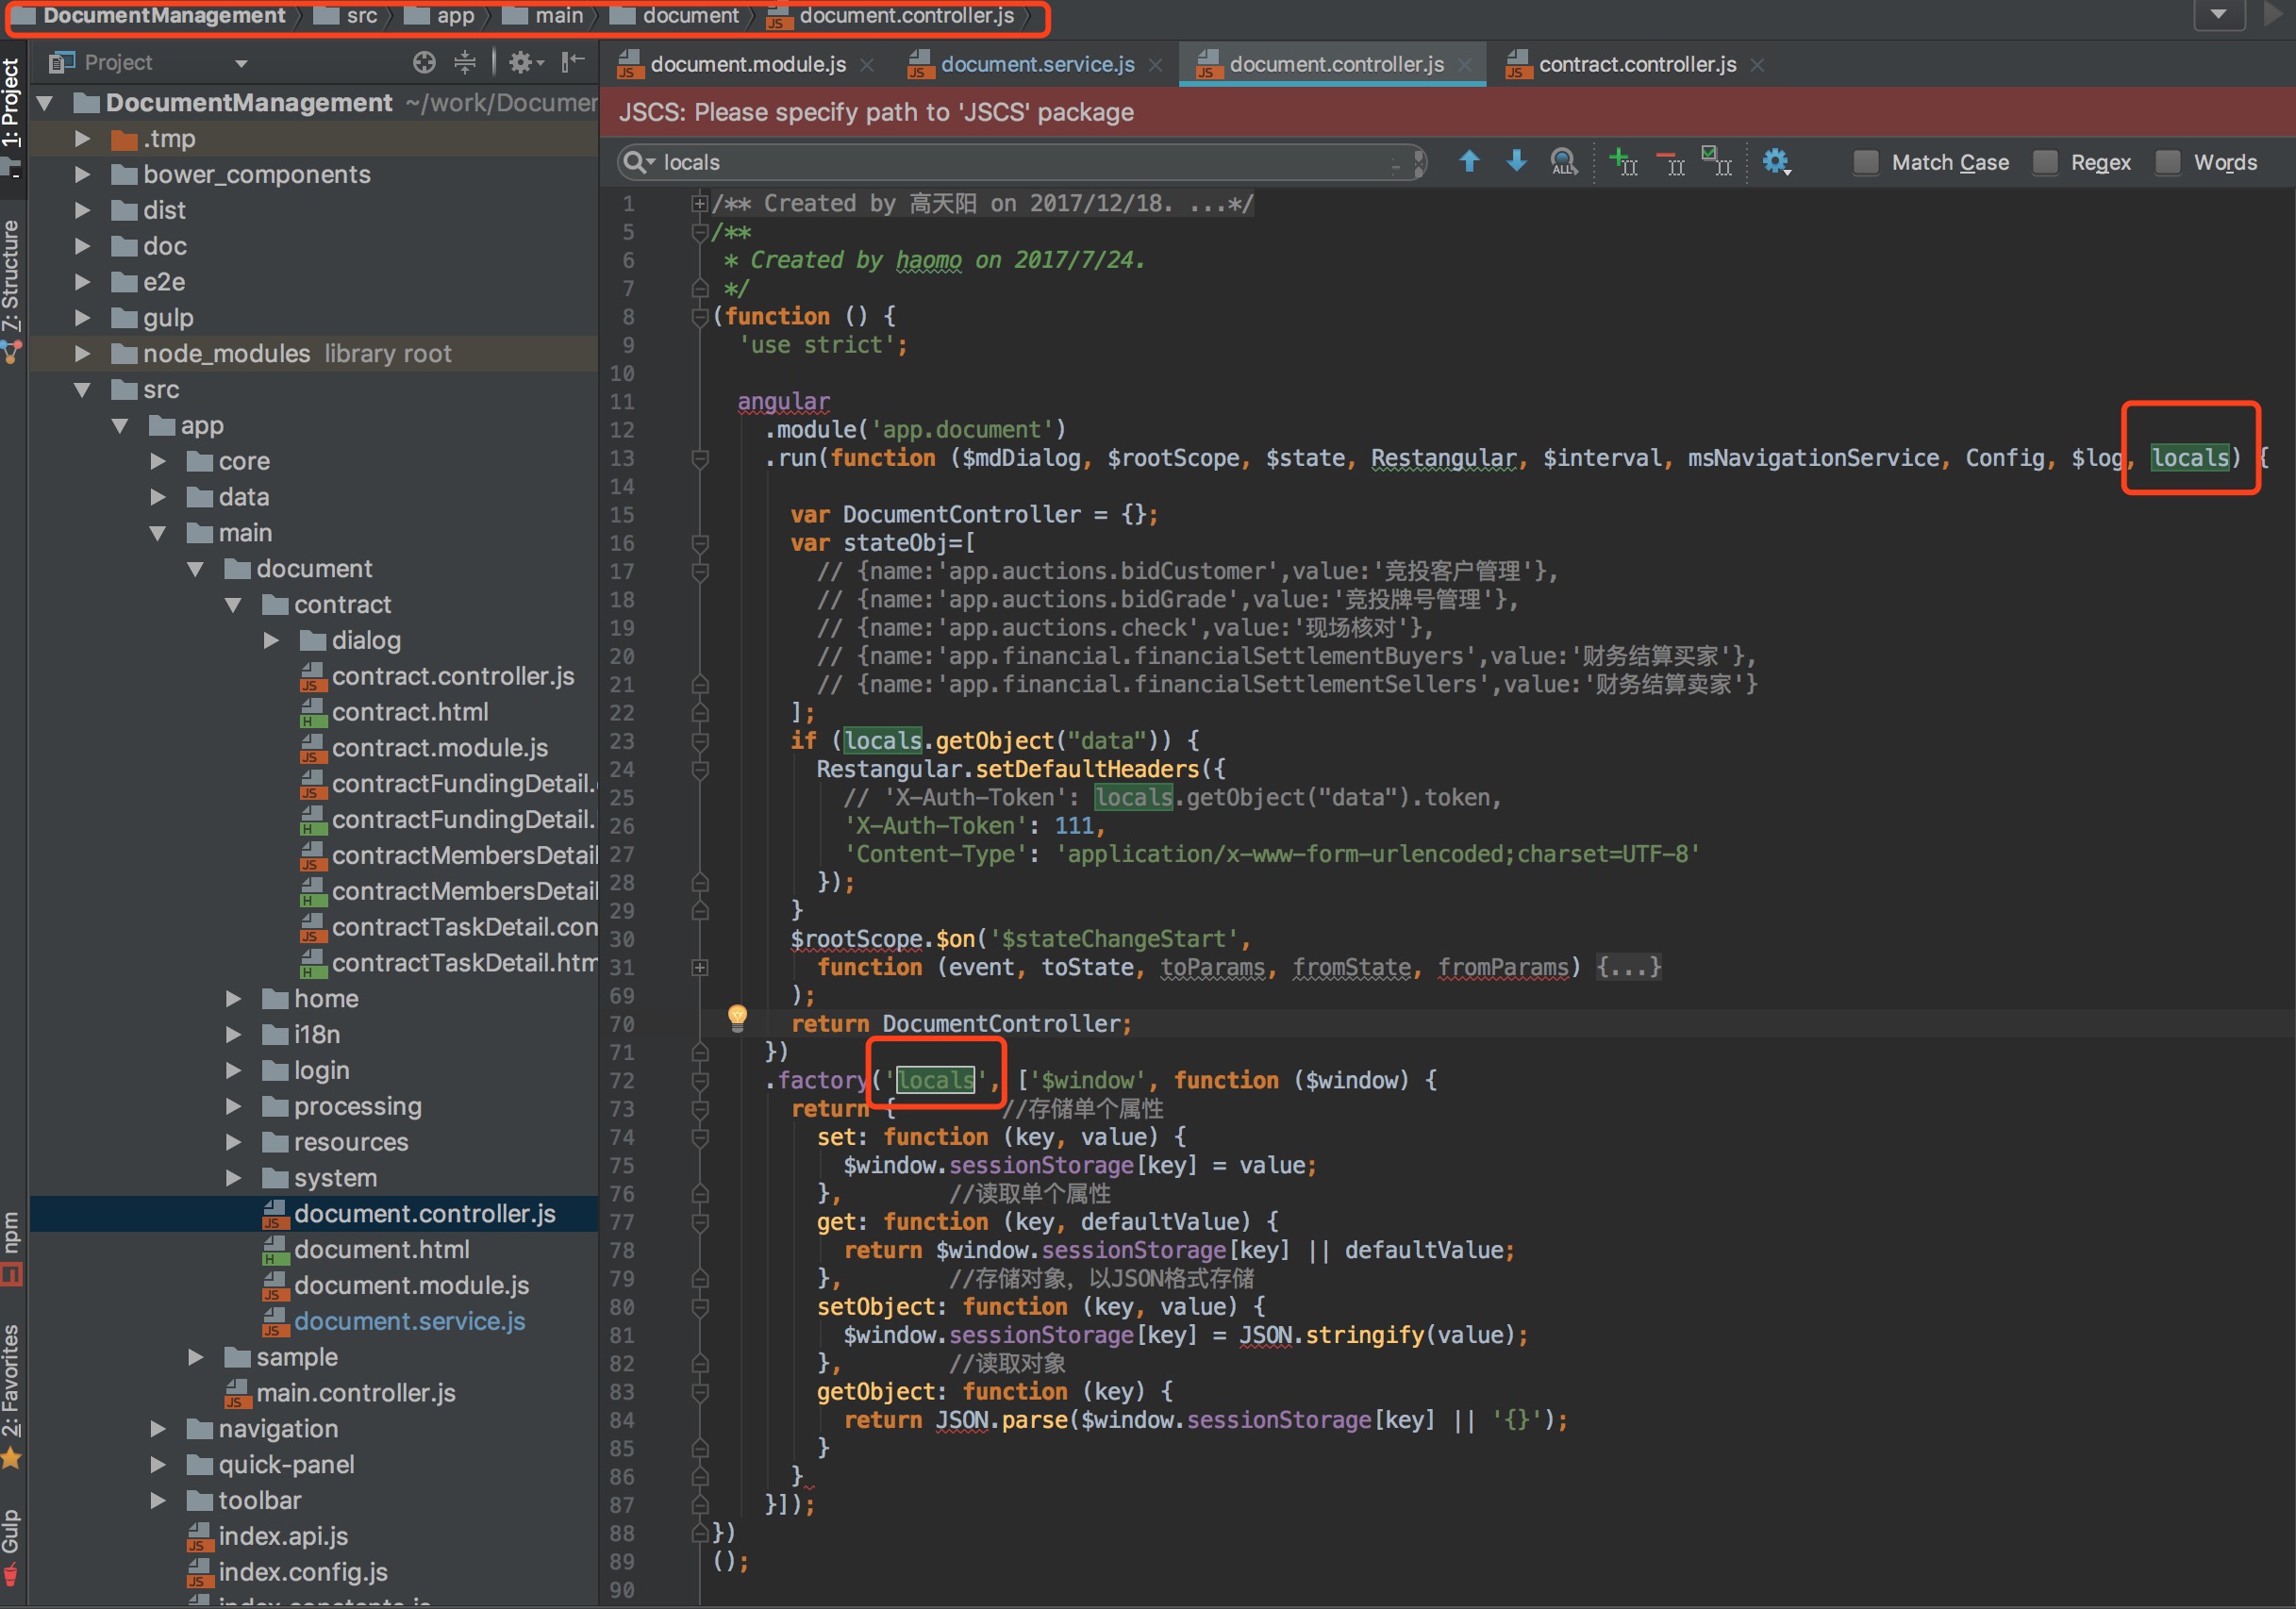 DocumentManagement src app main document document.controller.js
Project
document.module.js document.service.js document.controller.js contract.controller.js
JSCS: Please specify path to 'JSCS' package
locals
ALL
Match Case Regex Words
1: Project
7: Structure
npm
2: Favorites
Gulp
DocumentManagement ~/work/Documen
.tmp
bower_components
dist
doc
e2e
gulp
node_modules library root
src
app
core
data
main
document
contract
dialog
contract.controller.js
contract.html
contract.module.js
contractFundingDetail.
contractFundingDetail.
contractMembersDetail
contractMembersDetail
contractTaskDetail.con
contractTaskDetail.htm
home
i18n
login
processing
resources
system
document.controller.js
document.html
document.module.js
document.service.js
sample
main.controller.js
navigation
quick-panel
toolbar
index.api.js
index.config.js
1 /** Created by 高天阳 on 2017/12/18. ...*/
5 /**
6 * Created by haomo on 2017/7/24.
7 */
8 (function () {
9 'use strict';
10
11 angular
12 .module('app.document')
13 .run(function ($mdDialog, $rootScope, $state, Restangular, $interval, msNavigationService, Config, $log, locals) {
14
15 var DocumentController = {};
16 var stateObj=[
17 // {name:'app.auctions.bidCustomer',value:'竞投客户管理'},
18 // {name:'app.auctions.bidGrade',value:'竞投牌号管理'},
19 // {name:'app.auctions.check',value:'现场核对'},
20 // {name:'app.financial.financialSettlementBuyers',value:'财务结算买家'},
21 // {name:'app.financial.financialSettlementSellers',value:'财务结算卖家'}
22 ];
23 if (locals.getObject("data")) {
24 Restangular.setDefaultHeaders({
25 // 'X-Auth-Token': locals.getObject("data").token,
26 'X-Auth-Token': 111,
27 'Content-Type': 'application/x-www-form-urlencoded;charset=UTF-8'
28 });
29 }
30 $rootScope.$on('$stateChangeStart',
31 function (event, toState, toParams, fromState, fromParams) {...}
69 );
70 return DocumentController;
71 })
72 .factory('locals', ['$window', function ($window) {
73 return { //存储单个属性
74 set: function (key, value) {
75 $window.sessionStorage[key] = value;
76 }, //读取单个属性
77 get: function (key, defaultValue) {
78 return $window.sessionStorage[key] || defaultValue;
79 }, //存储对象，以JSON格式存储
80 setObject: function (key, value) {
81 $window.sessionStorage[key] = JSON.stringify(value);
82 }, //读取对象
83 getObject: function (key) {
84 return JSON.parse($window.sessionStorage[key] || '{}');
85 }
86 }
87 }]);
88 })
89 ();
90